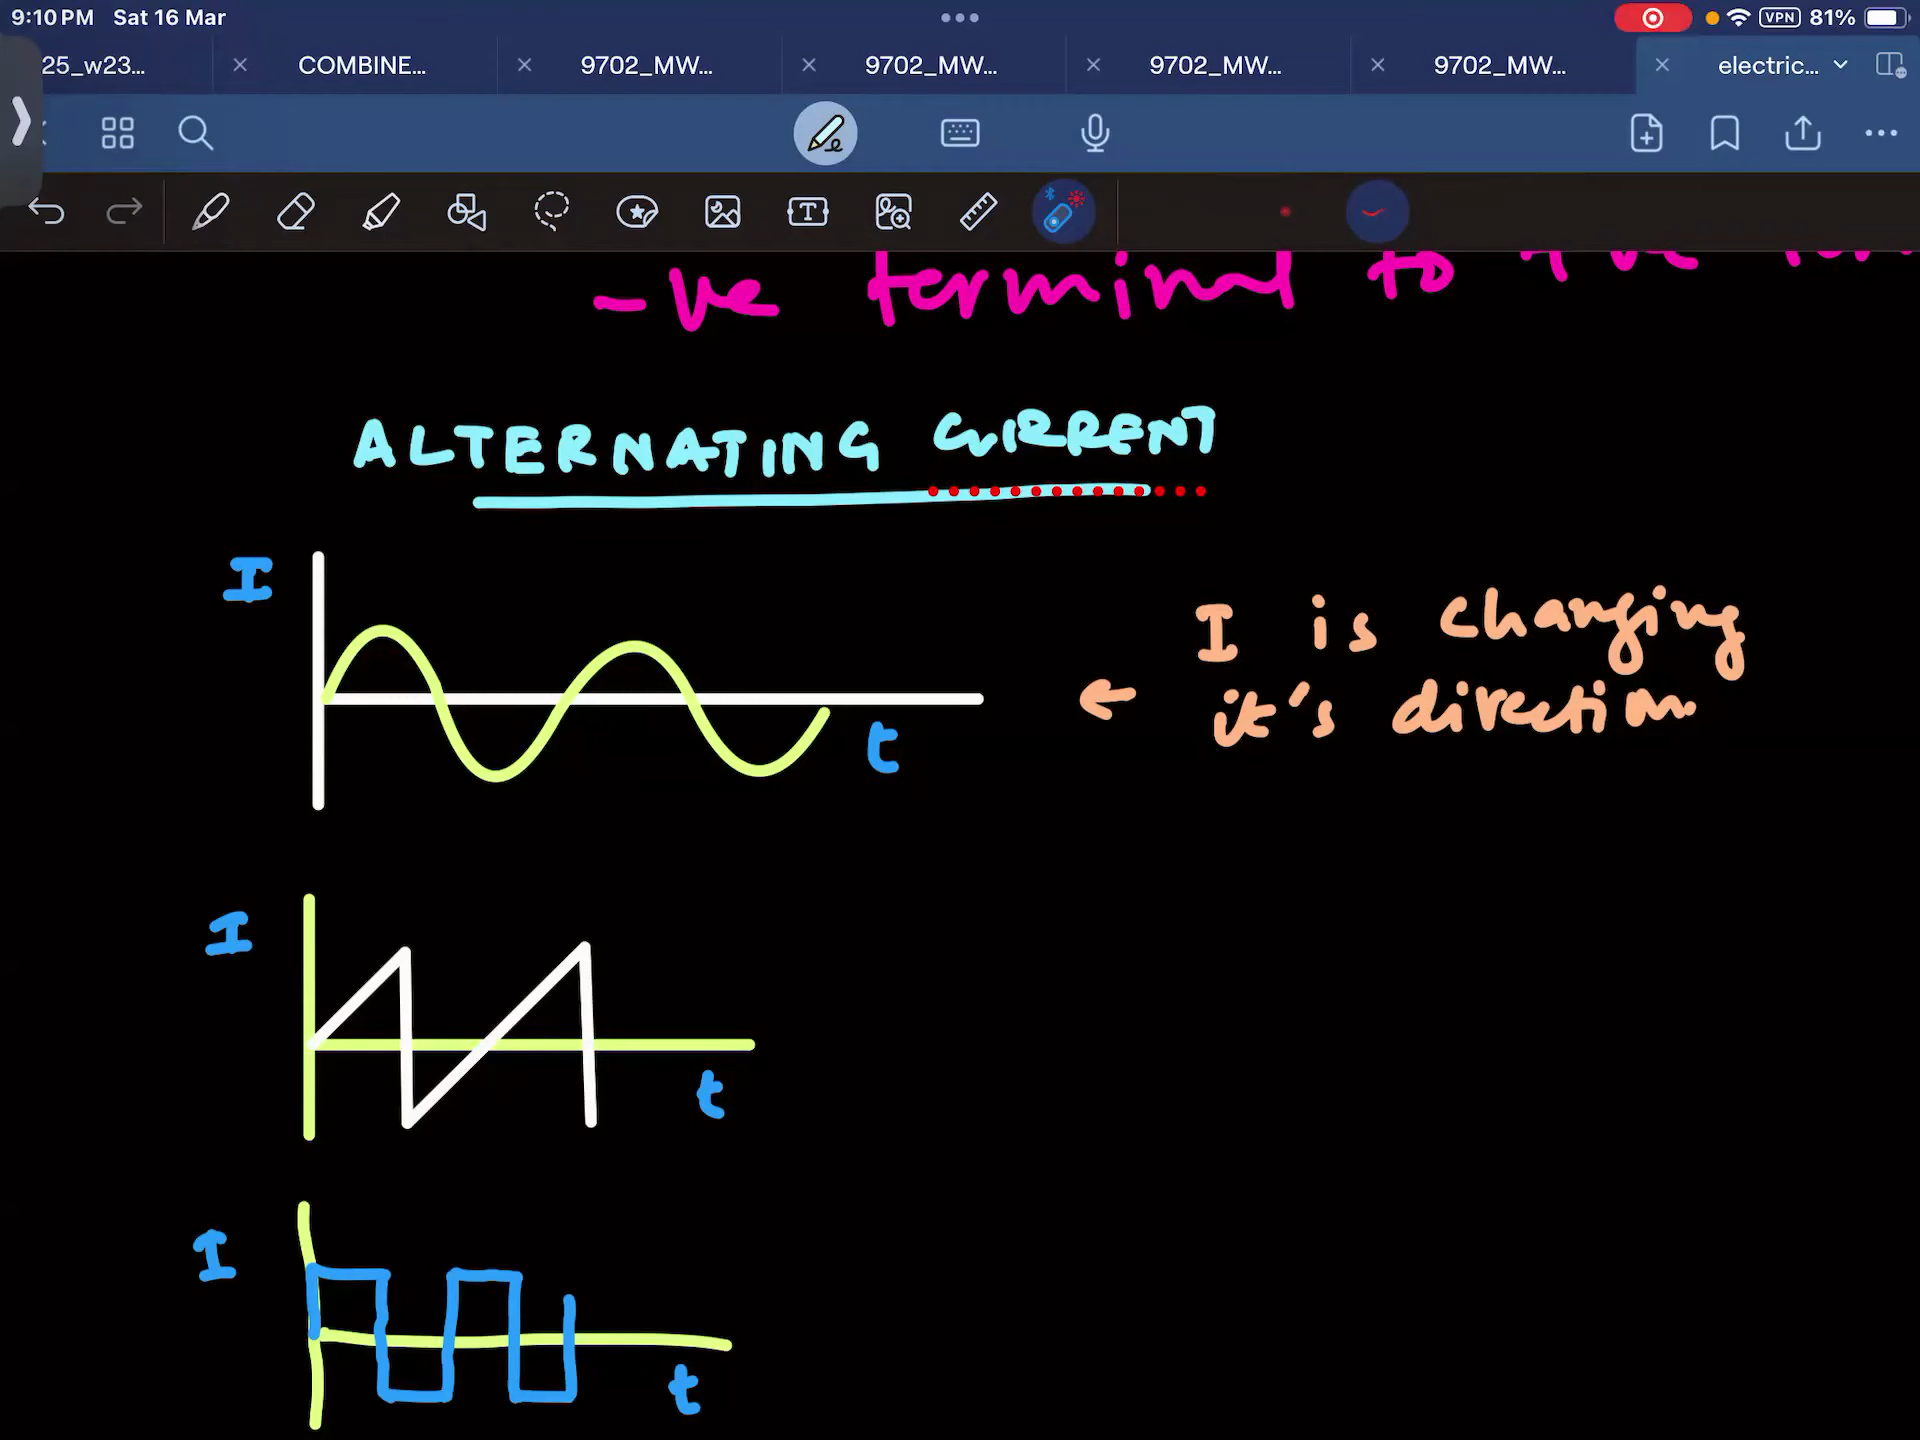 9:10 PM Sat 16 Mar
VPN 81%
25_w23... COMBINE... 9702_MW... 9702_MW... 9702_MW... 9702_MW... electric...
-ve terminal to
ALTERNATING CURRENT
I
I is changing
it's direction
t
I
t
I
t